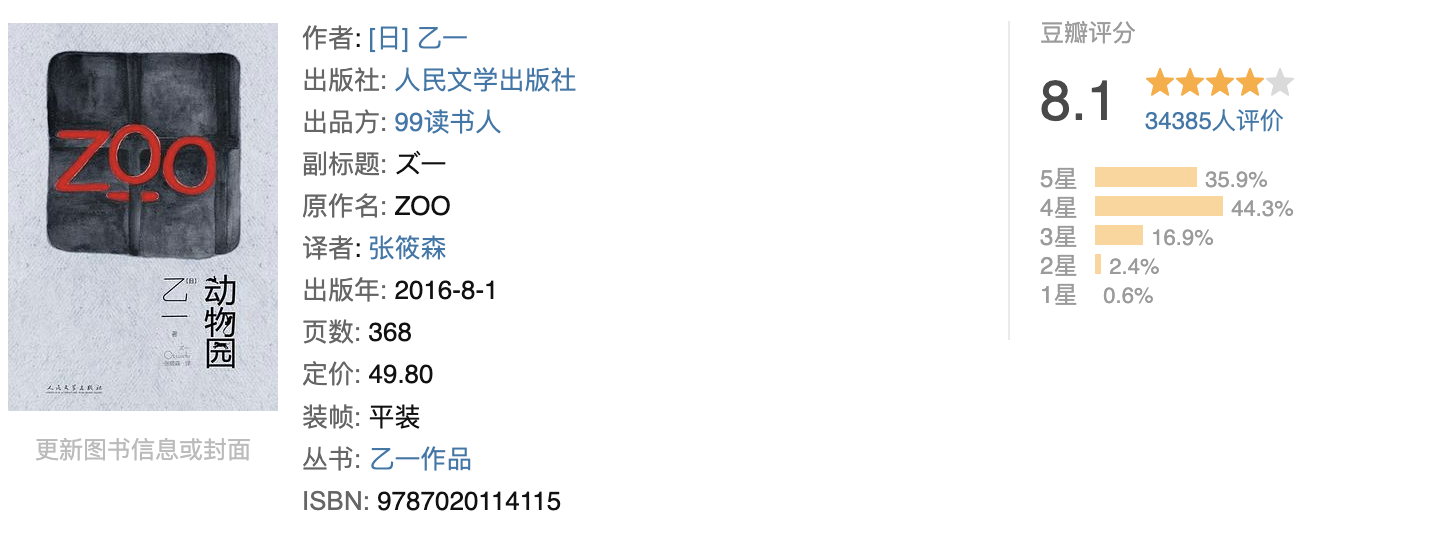 ZOO
动物园
[日]
乙一
著
张筱森 译
人民文学出版社
更新图书信息或封面
作者: [日] 乙一
出版社: 人民文学出版社
出品方: 99读书人
副标题: ズー
原作名: ZOO
译者: 张筱森
出版年: 2016-8-1
页数: 368
定价: 49.80
装帧: 平装
丛书: 乙一作品
ISBN: 9787020114115
豆瓣评分
8.1
34385人评价
5星 35.9%
4星 44.3%
3星 16.9%
2星 2.4%
1星 0.6%